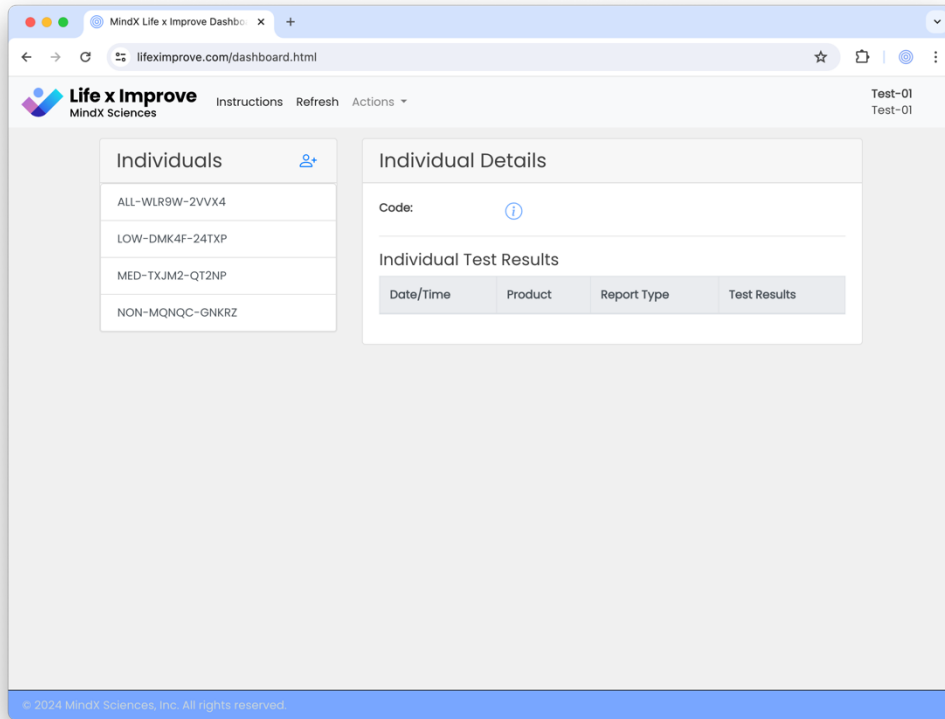 MindX Life x Improve Dashbo
lifeximprove.com/dashboard.html
Life x Improve
MindX Sciences
Instructions Refresh Actions
Test-01
Test-01
Individuals
ALL-WLR9W-2VVX4
LOW-DMK4F-24TXP
MED-TXJM2-QT2NP
NON-MQNQC-GNKRZ
Individual Details
Code:
Individual Test Results
Date/Time Product Report Type Test Results
© 2024 MindX Sciences, Inc. All rights reserved.